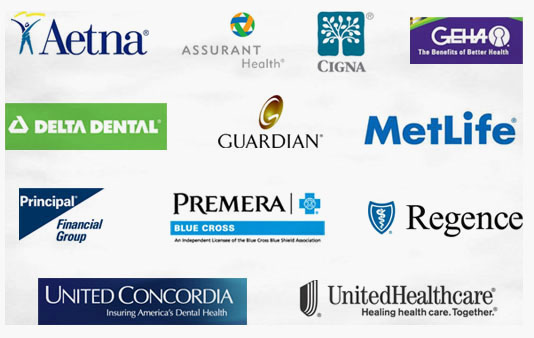 Aetna®
ASSURANT
Health®
CIGNA
GEHA
The Benefits of Better Health
DELTA DENTAL®
GUARDIAN®
MetLife®
Principal®
Financial
Group
PREMERA
BLUE CROSS
An Independent Licensee of the Blue Cross Blue Shield Association
Regence
UNITED CONCORDIA
Insuring America's Dental Health
UnitedHealthcare®
Healing health care. Together.®